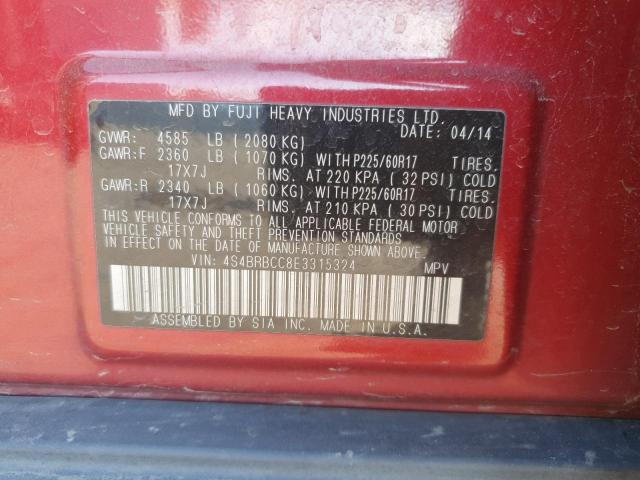 MFD BY FUJI HEAVY INDUSTRIES LTD.
DATE: 04/14
GVWR: 4585 LB ( 2080 KG)
GAWR:F 2360 LB ( 1070 KG) WITH P225/60R17 TIRES,
17X7J RIMS, AT 220 KPA ( 32 PSI) COLD
GAWR:R 2340 LB ( 1060 KG) WITH P225/60R17 TIRES,
17X7J RIMS, AT 210 KPA ( 30 PSI) COLD
THIS VEHICLE CONFORMS TO ALL APPLICABLE FEDERAL MOTOR
VEHICLE SAFETY AND THEFT PREVENTION STANDARDS
IN EFFECT ON THE DATE OF MANUFACTURE SHOWN ABOVE.
VIN: 4S4BRBCC8E3315324 MPV
ASSEMBLED BY SIA INC. MADE IN U.S.A.